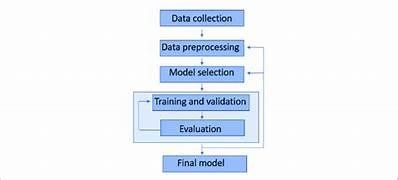 Data collection
Data preprocessing
Model selection
Training and validation
Evaluation
Final model